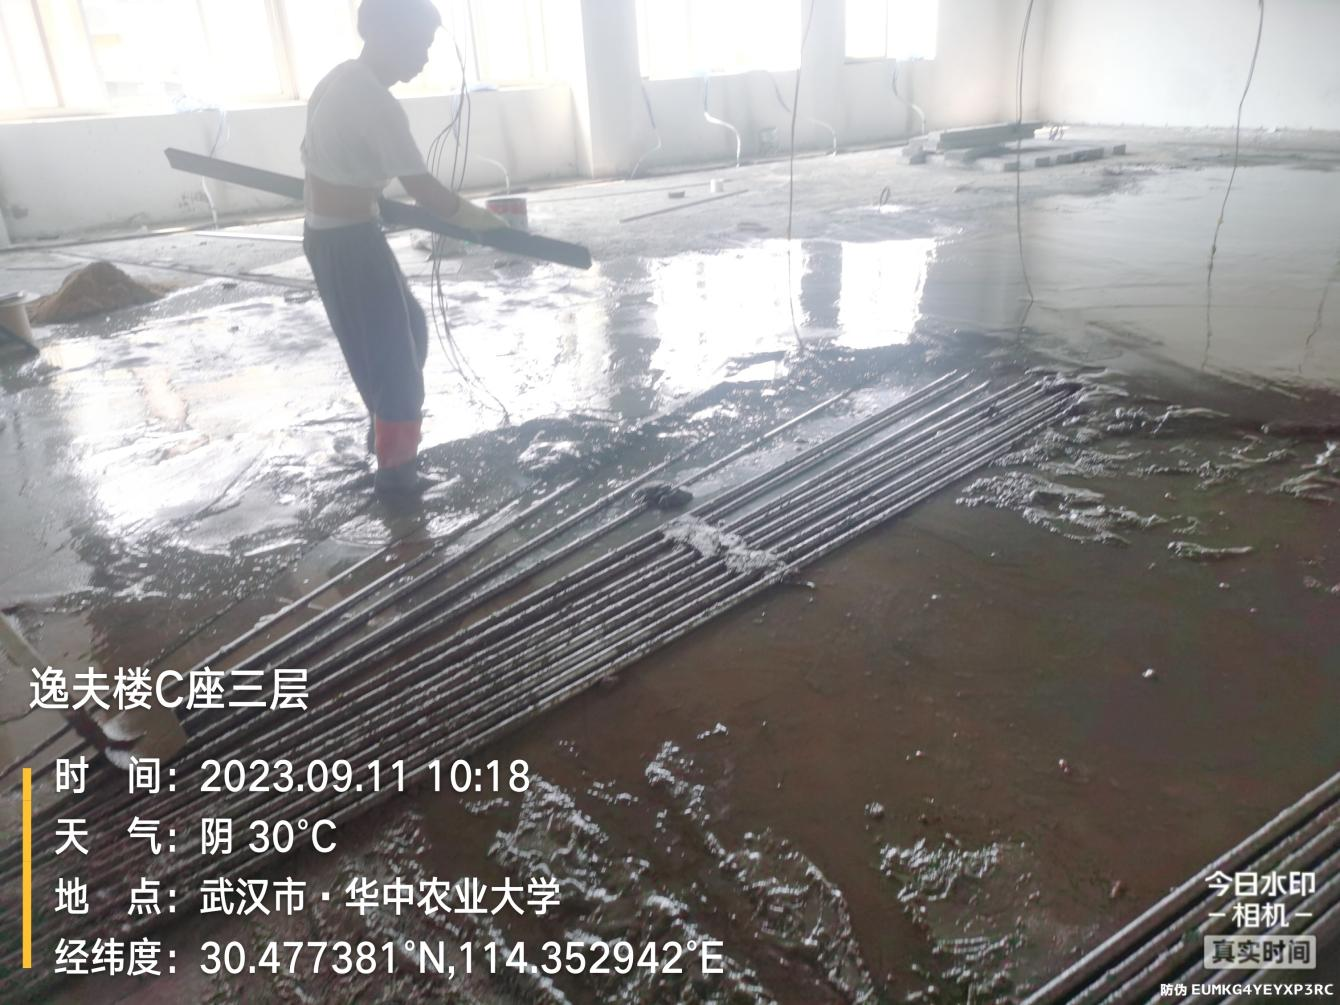 逸夫楼C座三层
时 间：2023.09.11 10:18
天 气：阴 30°C
地 点：武汉市·华中农业大学
经纬度：30.477381°N,114.352942°E
今日水印
-相机-
真实时间
防伪 EUMKG4YEYXP3RC